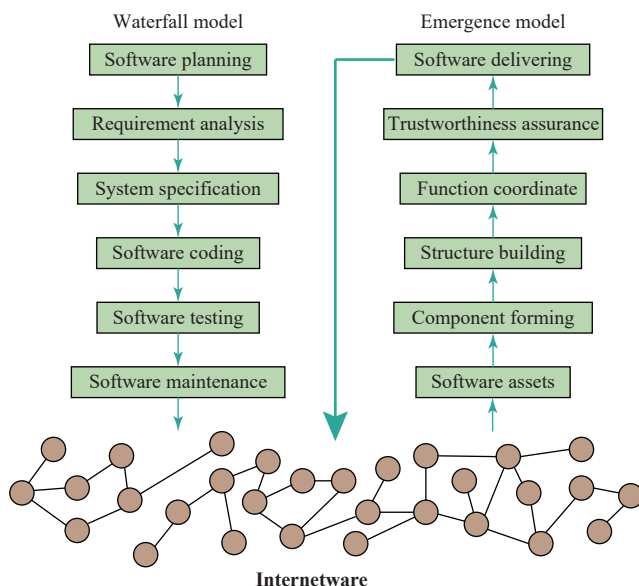 Waterfall model
Software planning
Requirement analysis
System specification
Software coding
Software testing
Software maintenance
Emergence model
Software delivering
Trustworthiness assurance
Function coordinate
Structure building
Component forming
Software assets
Internetware